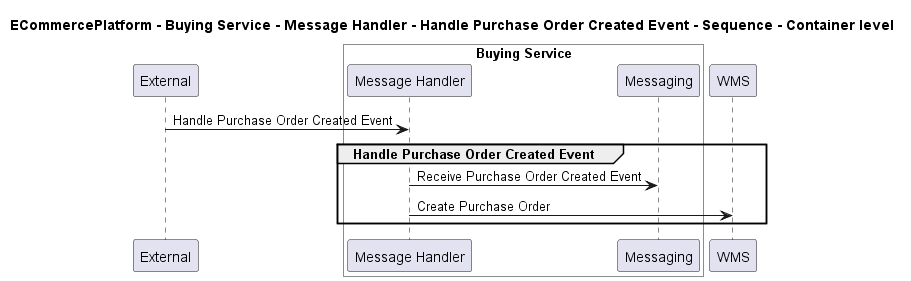 ECommercePlatform - Buying Service - Message Handler - Handle Purchase Order Created Event - Sequence - Container level
Buying Service
External
Message Handler
Messaging
WMS
Handle Purchase Order Created Event
Handle Purchase Order Created Event
Receive Purchase Order Created Event
Create Purchase Order
External
Message Handler
Messaging
WMS